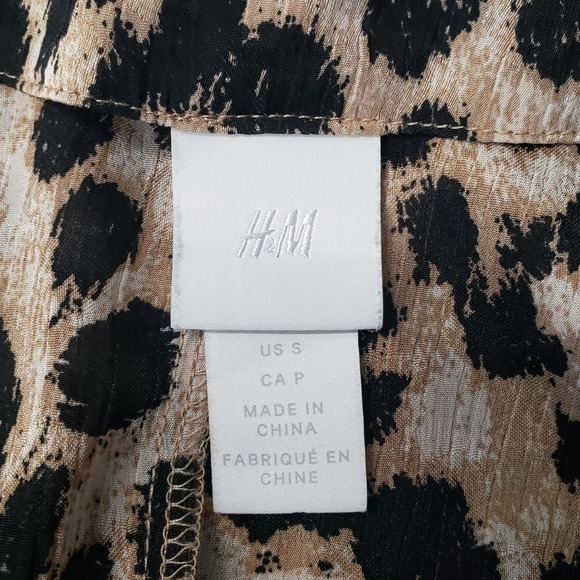 H&M
US S
CA P
MADE IN
CHINA
FABRIQUÉ EN
CHINE